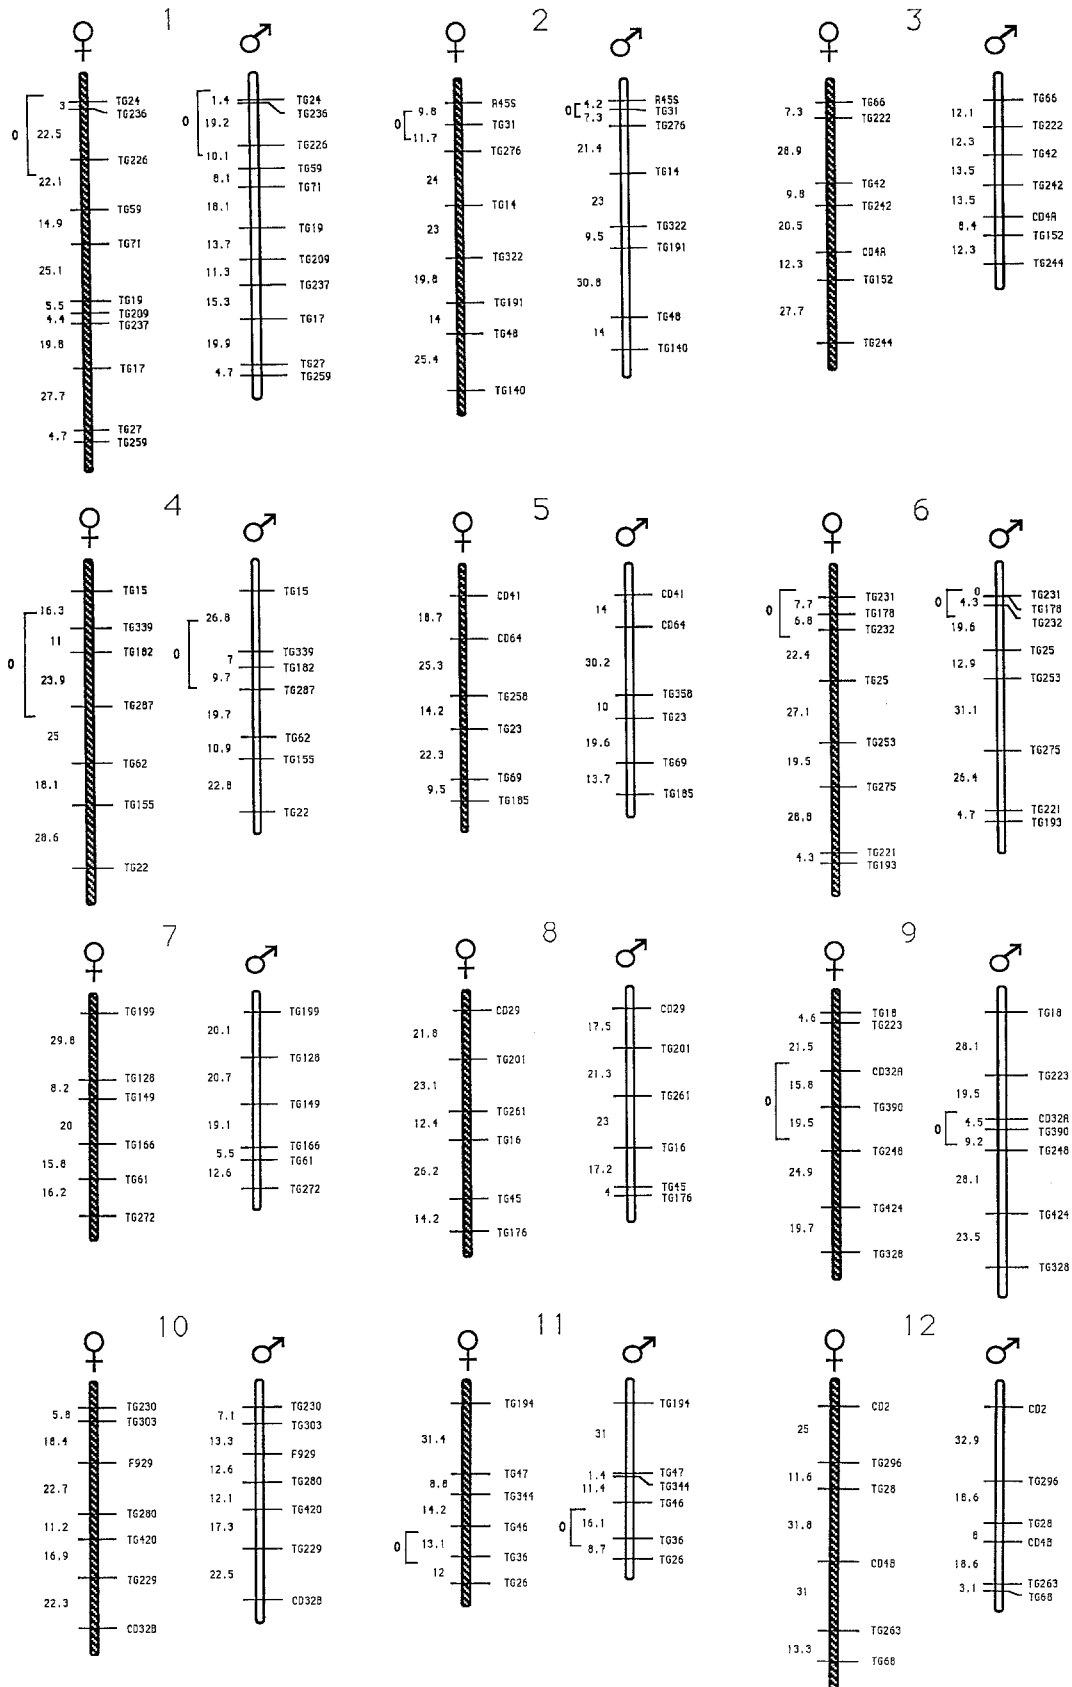 1
♀ ♂
3
22.5
22.1
14.9
25.1
5.5
4.4
19.8
27.7
4.7
0
TG24
TG236
TG226
TG59
TG71
TG19
TG209
TG237
TG17
TG27
TG259
1.4
19.2
10.1
8.1
18.1
13.7
11.3
15.3
19.9
4.7
0
TG24
TG236
TG226
TG59
TG71
TG19
TG209
TG237
TG17
TG27
TG259
2
♀ ♂
9.8
11.7
24
23
19.8
14
25.4
0
R45S
TG31
TG276
TG14
TG322
TG191
TG48
TG140
4.2
7.3
21.4
23
9.5
30.8
14
0
R45S
TG31
TG276
TG14
TG322
TG191
TG48
TG140
3
♀ ♂
7.3
28.9
9.8
20.5
12.3
27.7
TG66
TG222
TG42
TG242
CD4A
TG152
TG244
12.1
12.3
13.5
13.5
8.4
12.3
TG66
TG222
TG42
TG242
CD4A
TG152
TG244
4
♀ ♂
16.3
11
23.9
25
18.1
28.6
0
TG15
TG339
TG182
TG287
TG62
TG155
TG22
26.8
7
9.7
19.7
10.9
22.8
0
TG15
TG339
TG182
TG287
TG62
TG155
TG22
5
♀ ♂
18.7
25.3
14.2
22.3
9.5
CD41
CD64
TG258
TG23
TG69
TG185
14
30.2
10
19.6
13.7
CD41
CD64
TG358
TG23
TG69
TG185
6
♀ ♂
7.7
6.8
22.4
27.1
19.5
28.8
4.3
0
TG231
TG178
TG232
TG25
TG253
TG275
TG221
TG193
0
4.3
19.6
12.9
31.1
26.4
4.7
0
TG231
TG178
TG232
TG25
TG253
TG275
TG221
TG193
7
♀ ♂
29.8
8.2
20
15.8
16.2
TG199
TG128
TG149
TG166
TG61
TG272
20.1
20.7
19.1
5.5
12.6
TG199
TG128
TG149
TG166
TG61
TG272
8
♀ ♂
21.8
23.1
12.4
26.2
14.2
CD29
TG201
TG261
TG16
TG45
TG176
17.5
21.3
23
17.2
4
CD29
TG201
TG261
TG16
TG45
TG176
9
♀ ♂
4.6
21.5
15.8
19.5
24.9
19.7
0
TG18
TG223
CD32A
TG390
TG248
TG424
TG328
28.1
19.5
4.5
9.2
28.1
23.5
0
TG18
TG223
CD32A
TG390
TG248
TG424
TG328
10
♀ ♂
5.8
18.4
22.7
11.2
16.9
22.3
TG230
TG303
F929
TG280
TG420
TG229
CD32B
7.1
13.3
12.6
12.1
17.3
22.5
TG230
TG303
F929
TG280
TG420
TG229
CD32B
11
♀ ♂
31.4
8.8
14.2
13.1
12
0
TG194
TG47
TG344
TG46
TG36
TG26
31
1.4
11.4
16.1
8.7
0
TG194
TG47
TG344
TG46
TG36
TG26
12
♀ ♂
25
11.6
31.8
31
13.3
CD2
TG296
TG28
CD4B
TG263
TG68
32.9
18.6
8
18.6
3.1
CD2
TG296
TG28
CD4B
TG263
TG68